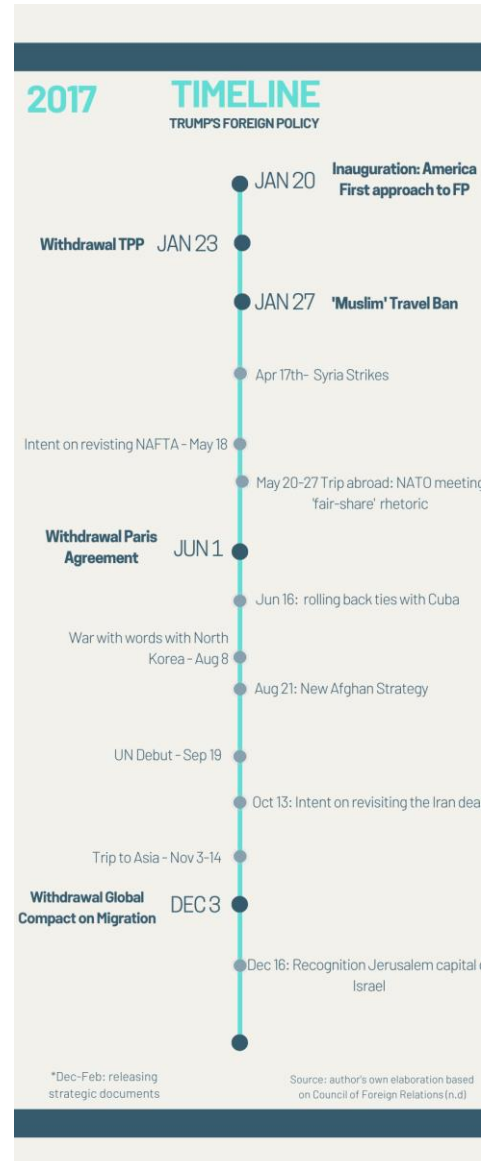 2017
TIMELINE
TRUMP'S FOREIGN POLICY
JAN 20
Inauguration: America
First approach to FP
Withdrawal TPP
JAN 23
JAN 27
'Muslim' Travel Ban
Apr 17th- Syria Strikes
Intent on revisting NAFTA - May 18
May 20-27 Trip abroad: NATO meeting
'fair-share' rhetoric
Withdrawal Paris
Agreement
JUN 1
Jun 16: rolling back ties with Cuba
War with words with North
Korea - Aug 8
Aug 21: New Afghan Strategy
UN Debut - Sep 19
Oct 13: Intent on revisiting the Iran dea
Trip to Asia - Nov 3-14
Withdrawal Global
Compact on Migration
DEC 3
Dec 16: Recognition Jerusalem capital
Israel
*Dec-Feb: releasing
strategic documents
Source: author's own elaboration based
on Council of Foreign Relations (n.d)